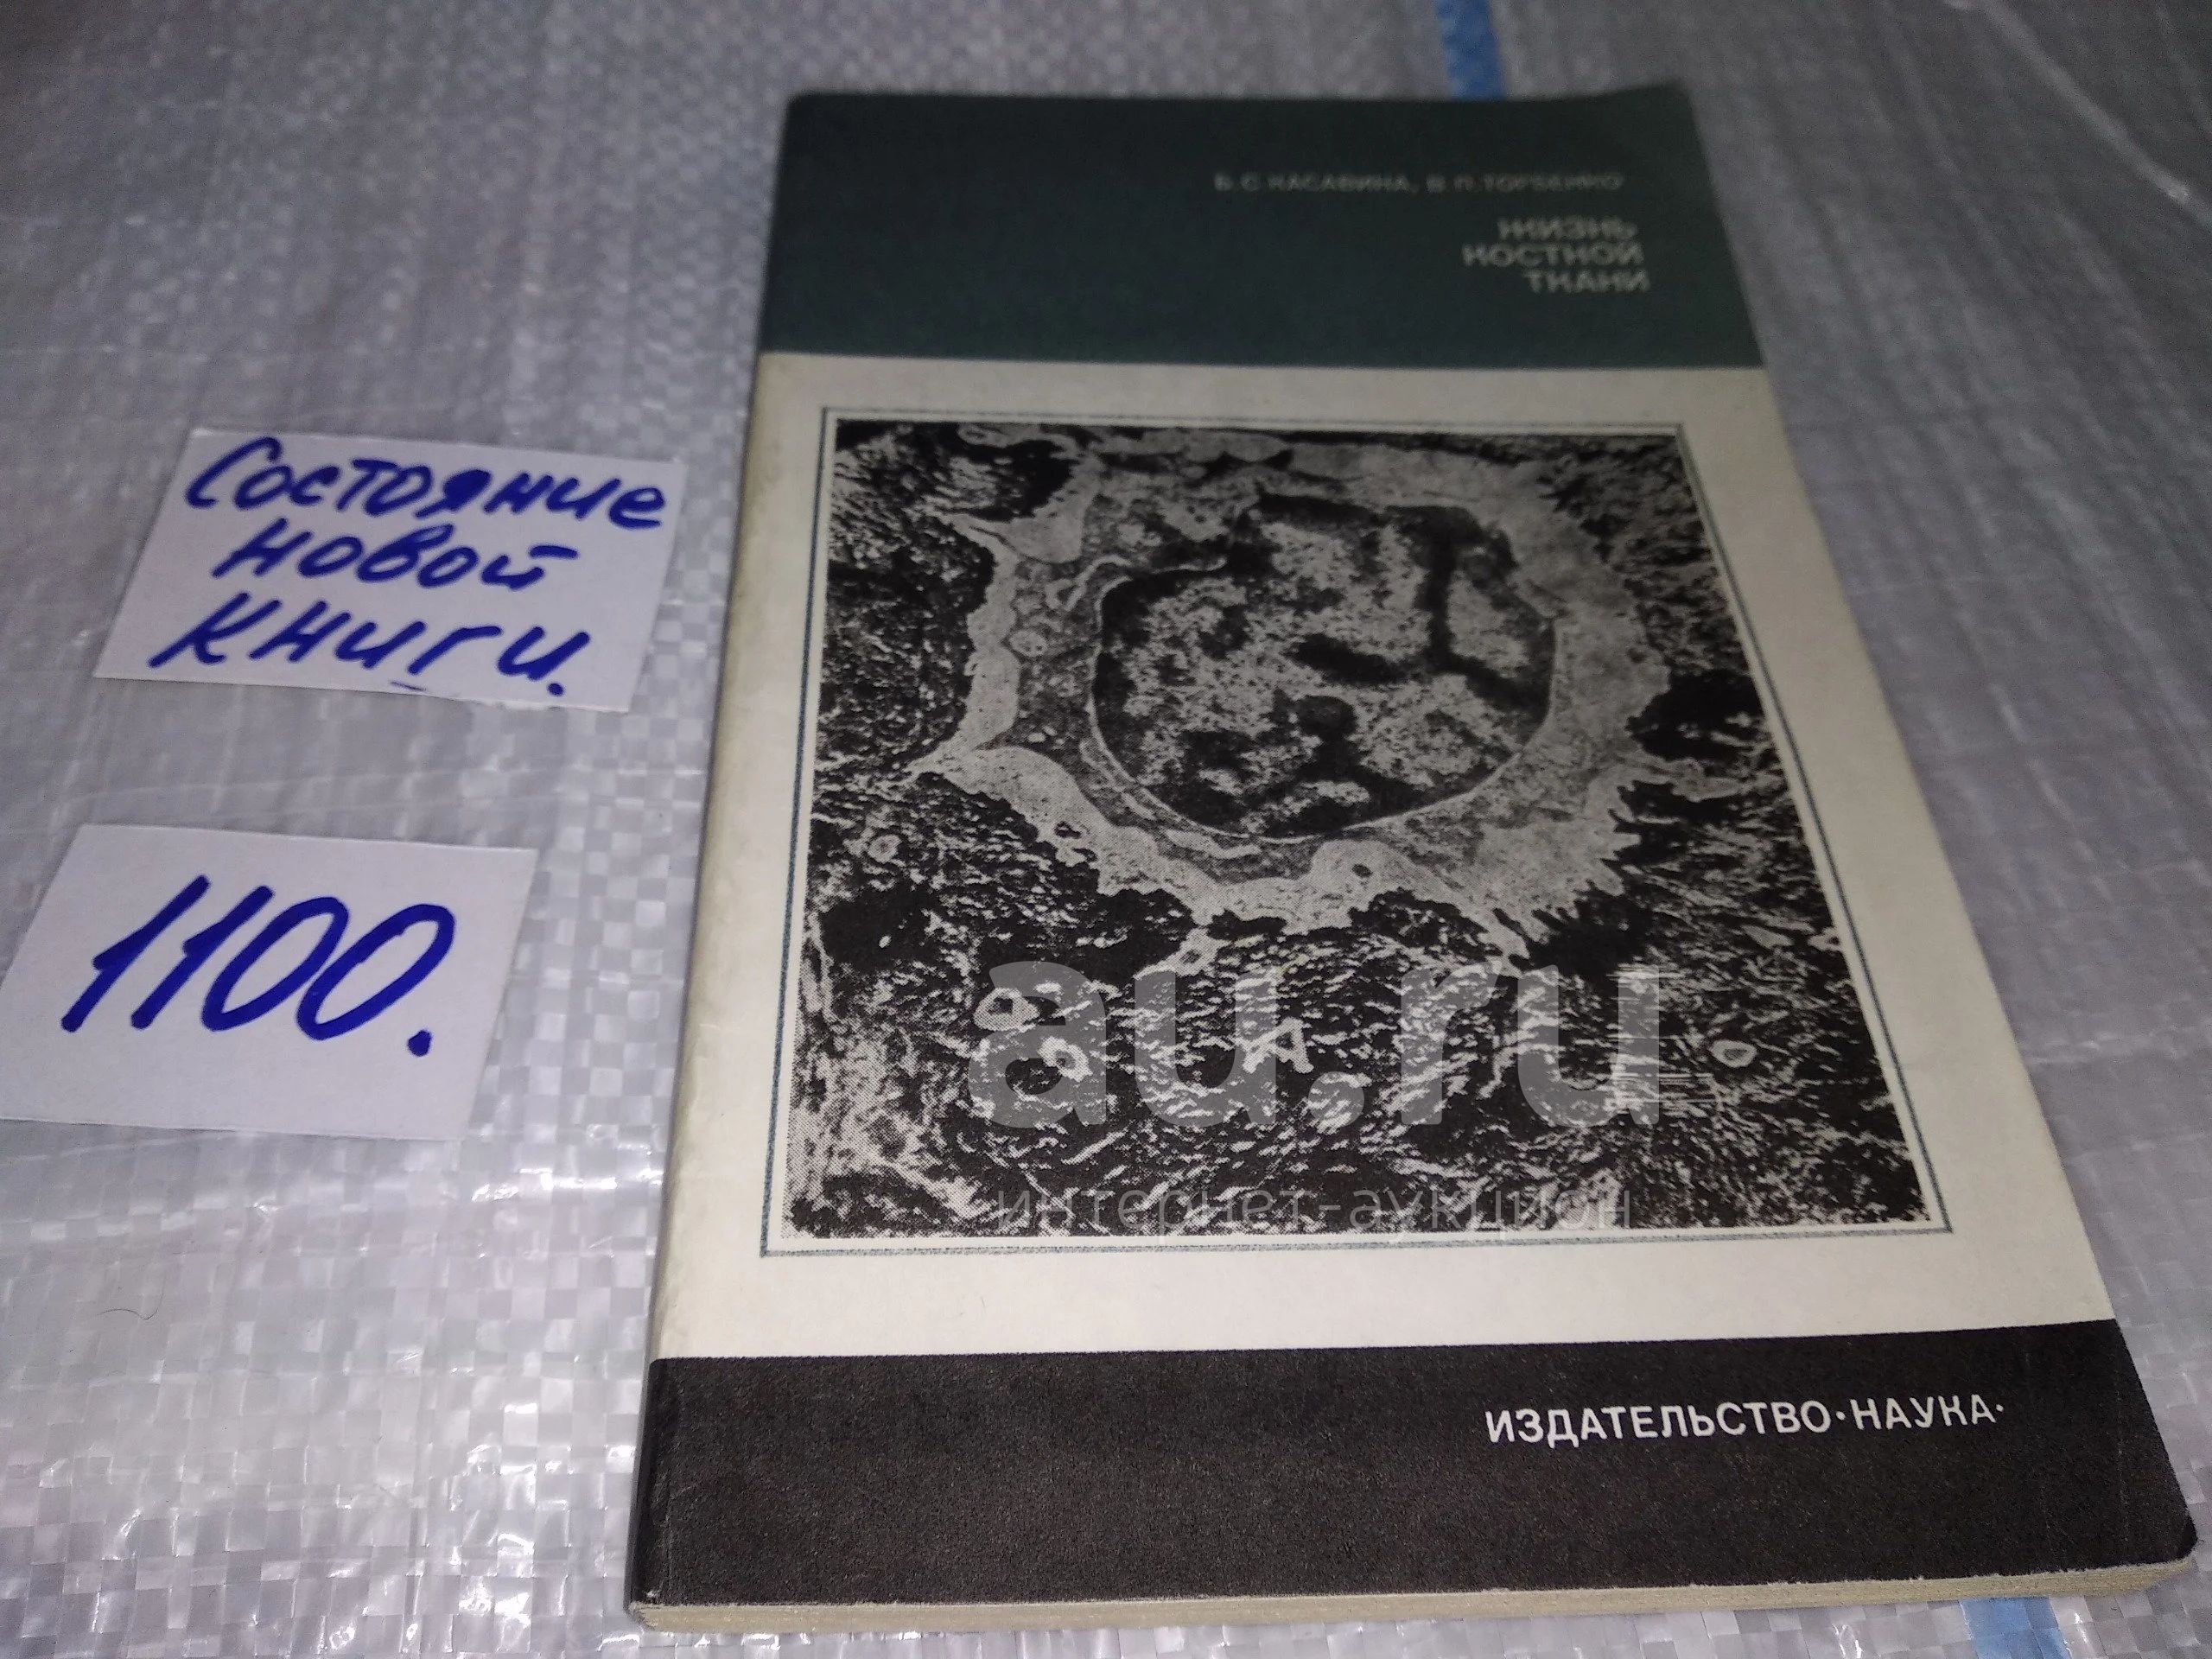 Б.С.КАСАВИНА, В.П.ТОРБЕНКО
ЖИЗНЬ
КОСТНОЙ
ТКАНИ
Состояние
новой
книги.
1100.
au.ru
интернет-аукцион
ИЗДАТЕЛЬСТВО·НАУКА·